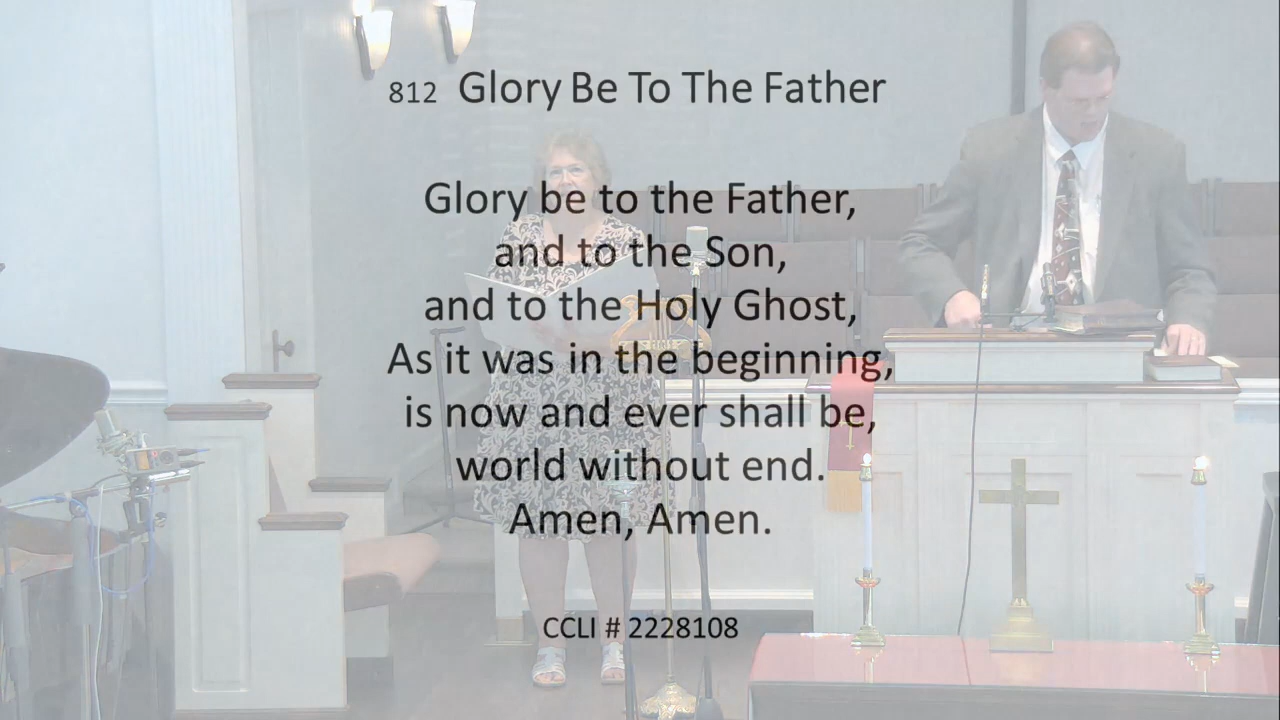 812 Glory Be To The Father
Glory be to the Father,
and to the Son,
and to the Holy Ghost,
As it was in the beginning,
is now and ever shall be,
world without end.
Amen, Amen.
CCLI # 2228108